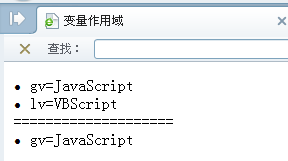 变量作用域
查找：
• gv=JavaScript
• lv=VBScript
====================
• gv=JavaScript